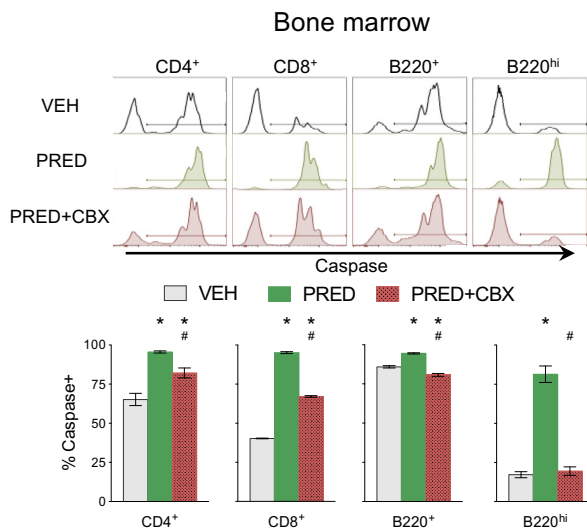 Bone marrow
CD4⁺ CD8⁺ B220⁺ B220ʰⁱ
VEH
PRED
PRED+CBX
Caspase
VEH PRED PRED+CBX
* * * * * * *
# # # #
% Caspase+
100
75
50
25
0
CD4⁺ CD8⁺ B220⁺ B220ʰⁱ